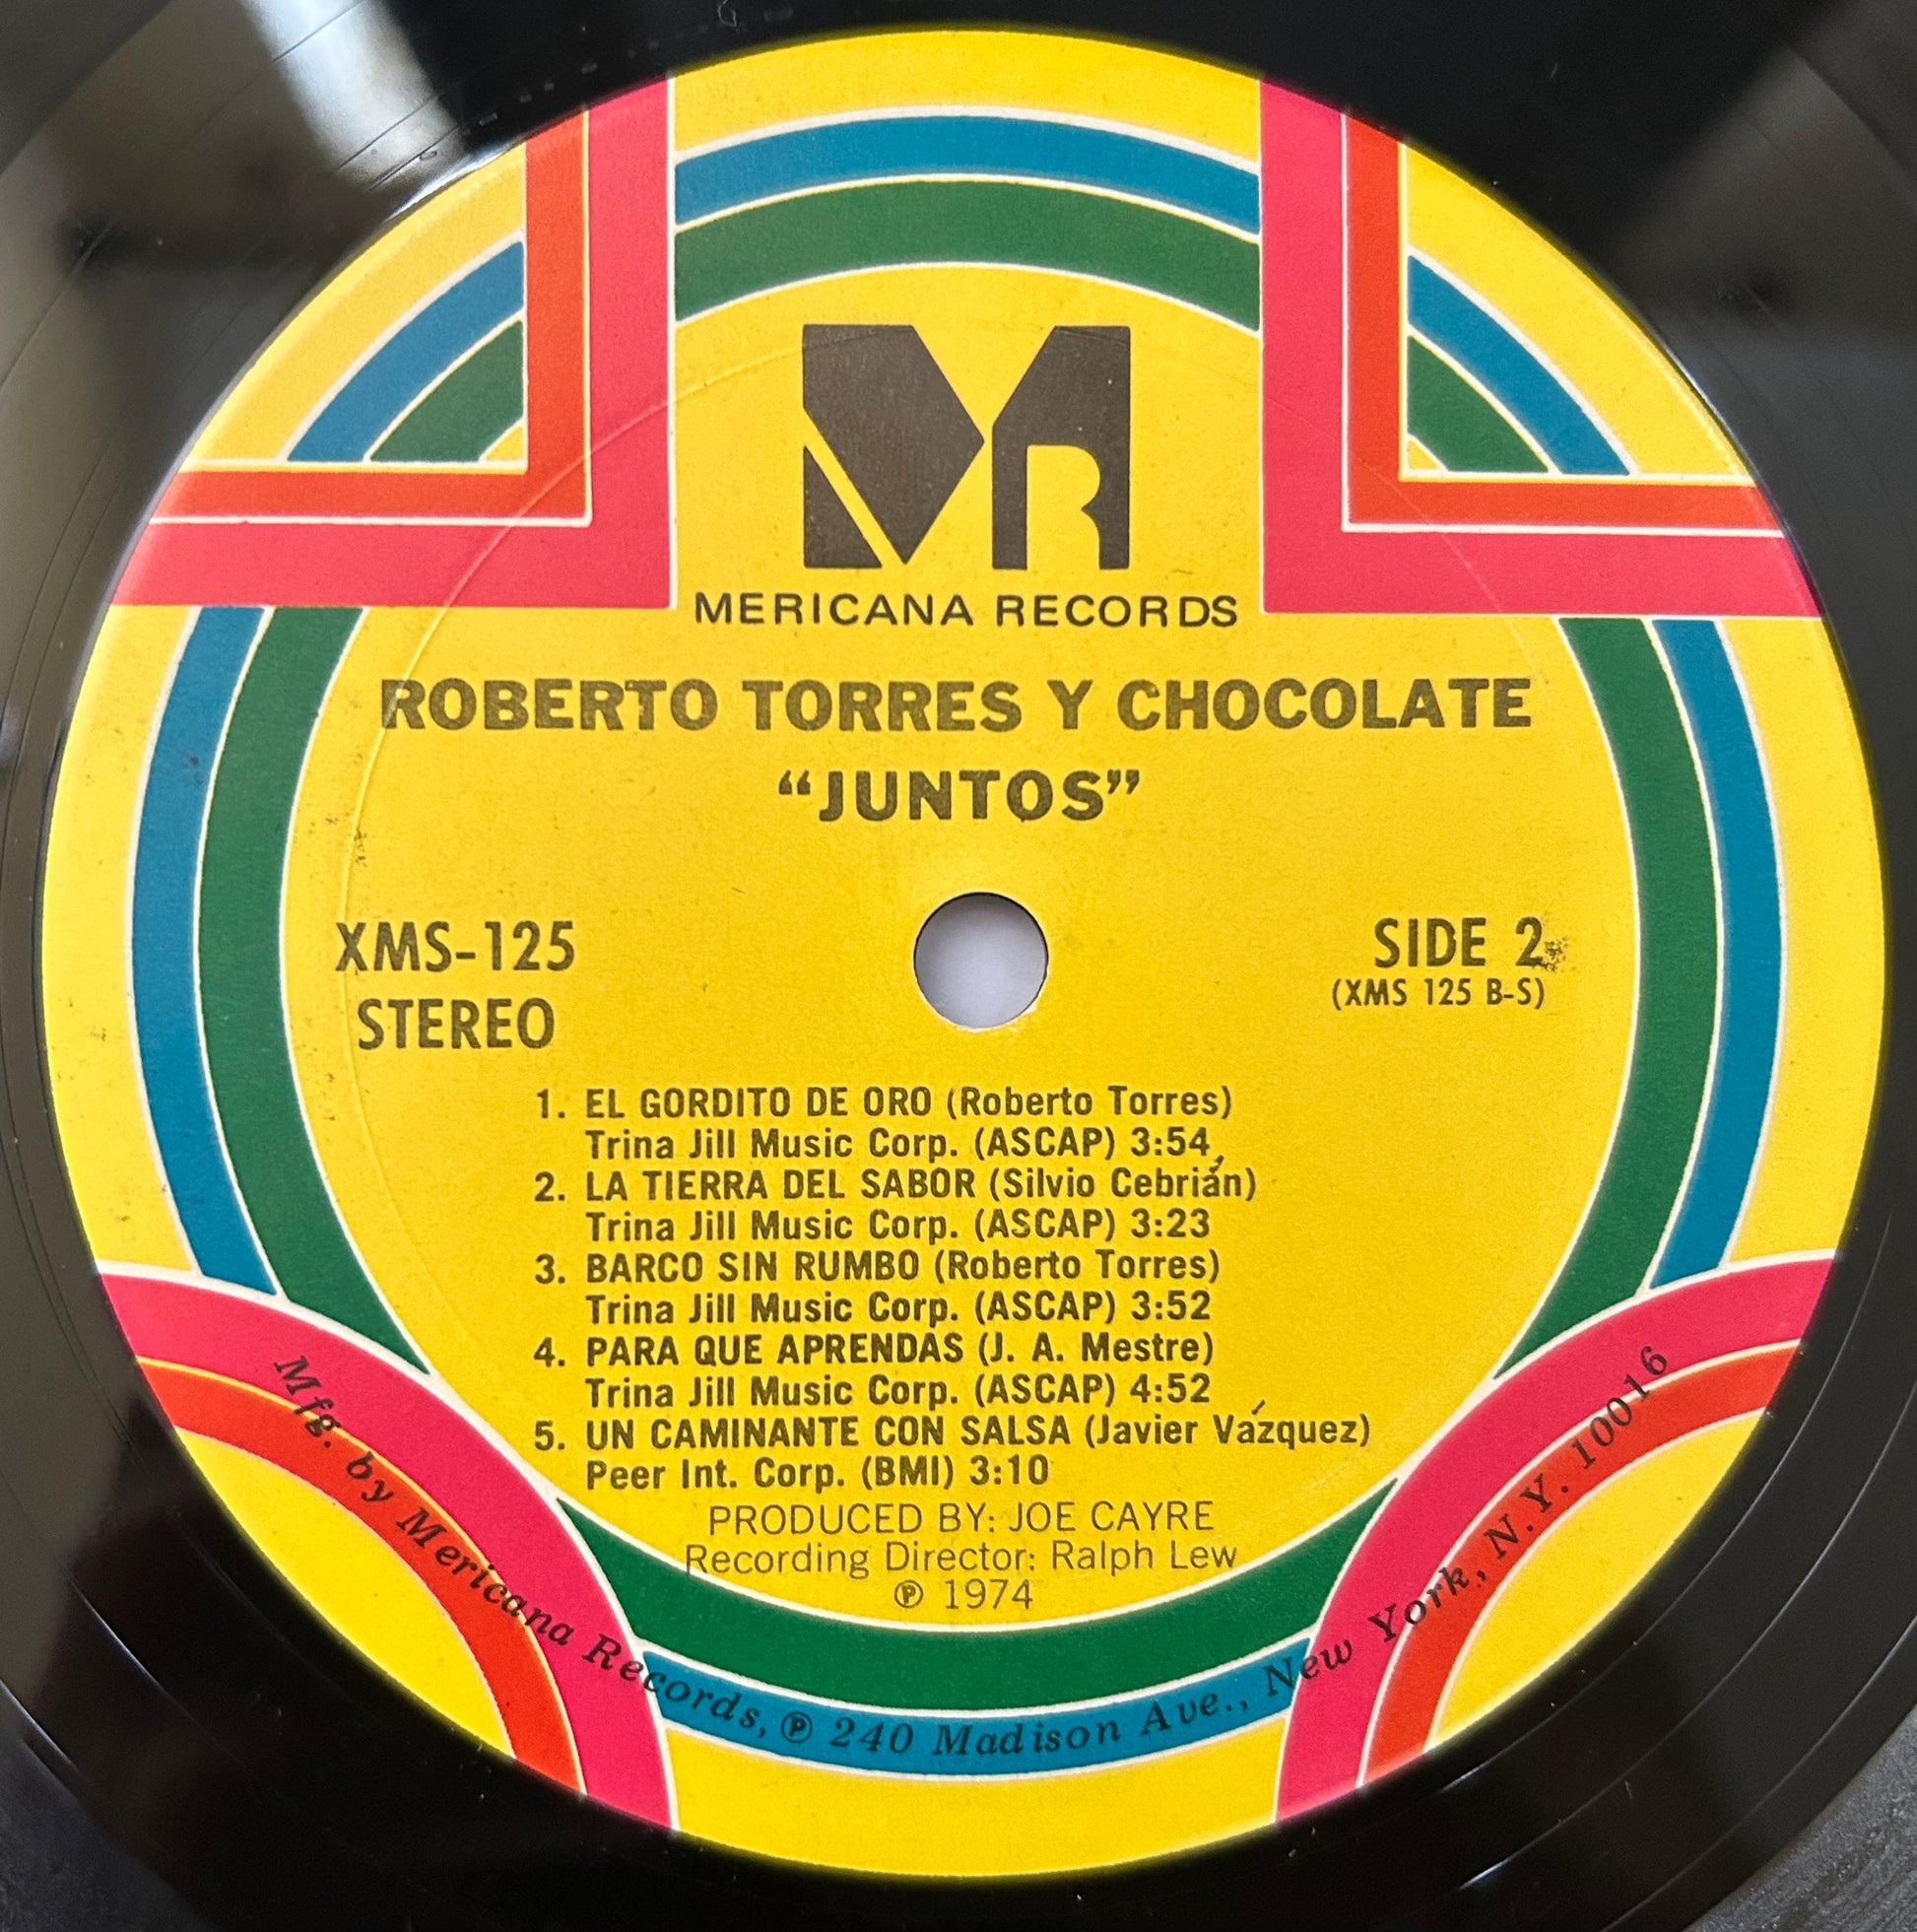 MR
MERICANA RECORDS
ROBERTO TORRES Y CHOCOLATE
“JUNTOS”
XMS-125
STEREO
SIDE 2
(XMS 125 B-S)
1. EL GORDITO DE ORO (Roberto Torres)
Trina Jill Music Corp. (ASCAP) 3:54
2. LA TIERRA DEL SABOR (Silvio Cebrián)
Trina Jill Music Corp. (ASCAP) 3:23
3. BARCO SIN RUMBO (Roberto Torres)
Trina Jill Music Corp. (ASCAP) 3:52
4. PARA QUE APRENDAS (J. A. Mestre)
Trina Jill Music Corp. (ASCAP) 4:52
5. UN CAMINANTE CON SALSA (Javier Vázquez)
Peer Int. Corp. (BMI) 3:10
PRODUCED BY: JOE CAYRE
Recording Director: Ralph Lew
℗ 1974
Mfg. by Mericana Records, ℗ 240 Madison Ave., New York, N.Y. 10016